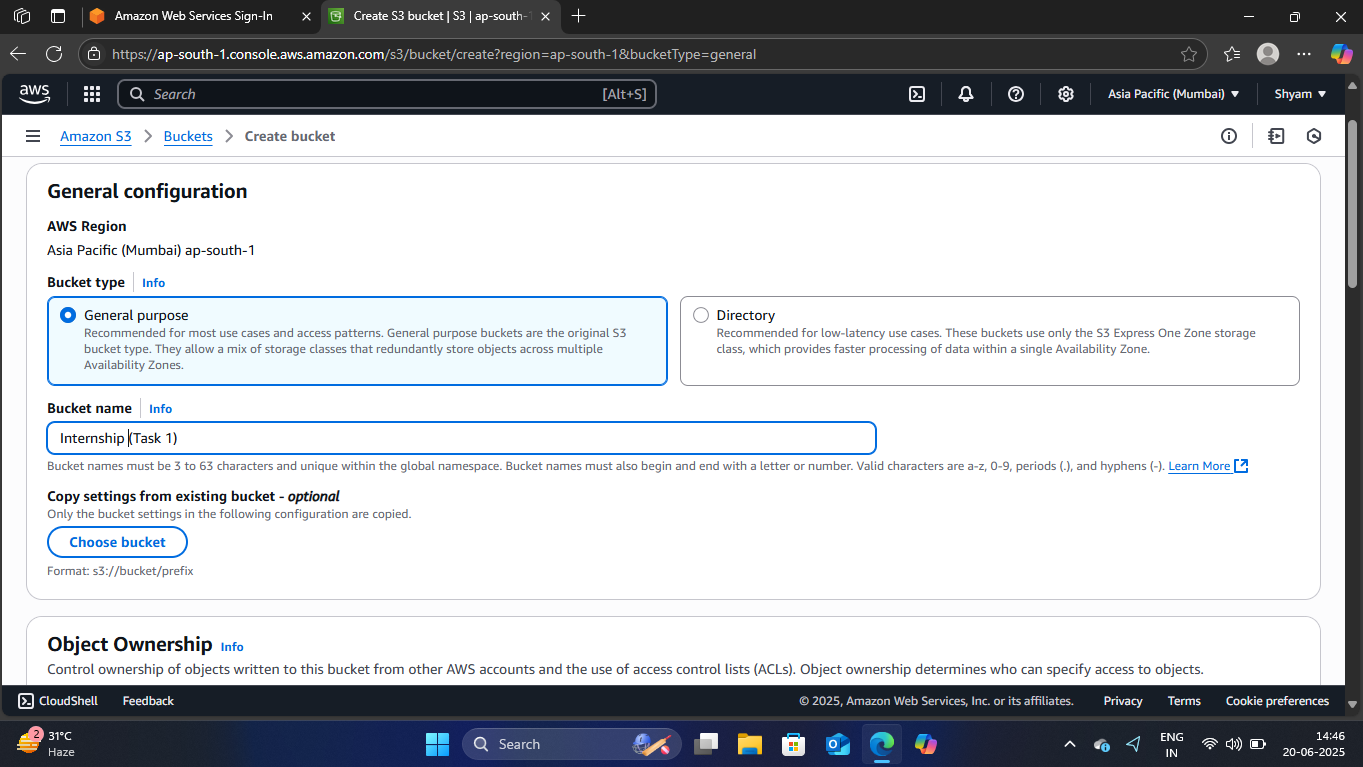 Amazon Web Services Sign-In
Create S3 bucket | S3 | ap-south-1
https://ap-south-1.console.aws.amazon.com/s3/bucket/create?region=ap-south-1&bucketType=general
aws
Search
[Alt+S]
Asia Pacific (Mumbai)
Shyam
Amazon S3
Buckets
Create bucket
General configuration
AWS Region
Asia Pacific (Mumbai) ap-south-1
Bucket type
Info
General purpose
Recommended for most use cases and access patterns. General purpose buckets are the original S3
bucket type. They allow a mix of storage classes that redundantly store objects across multiple
Availability Zones.
Directory
Recommended for low-latency use cases. These buckets use only the S3 Express One Zone storage
class, which provides faster processing of data within a single Availability Zone.
Bucket name
Info
Internship (Task 1)
Bucket names must be 3 to 63 characters and unique within the global namespace. Bucket names must also begin and end with a letter or number. Valid characters are a-z, 0-9, periods (.), and hyphens (-). Learn More
Copy settings from existing bucket - optional
Only the bucket settings in the following configuration are copied.
Choose bucket
Format: s3://bucket/prefix
Object Ownership
Info
Control ownership of objects written to this bucket from other AWS accounts and the use of access control lists (ACLs). Object ownership determines who can specify access to objects.
CloudShell
Feedback
© 2025, Amazon Web Services, Inc. or its affiliates.
Privacy
Terms
Cookie preferences
2
31°C
Haze
Search
ENG
IN
14:46
20-06-2025